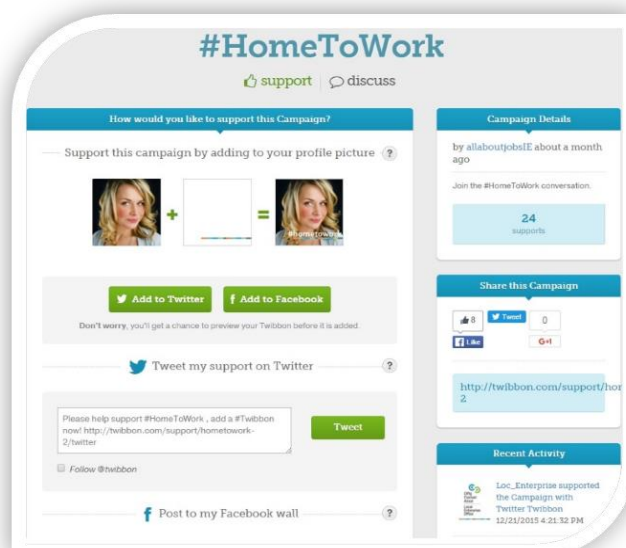 #HomeToWork
support discuss
How would you like to support this Campaign?
Support this campaign by adding to your profile picture ?
+ =
#hometowork
Add to Twitter f Add to Facebook
Don't worry, you'll get a chance to preview your Twibbon before it is added.
Tweet my support on Twitter ?
Please help support #HomeToWork , add a #Twibbon
now! http://twibbon.com/support/hometowork-
2/twitter
Tweet
Follow @twibbon
f Post to my Facebook wall ?
Campaign Details
by allaboutjobsIE about a month
ago
Join the #HomeToWork conversation.
24
supports
Share this Campaign
8 Tweet 0
f Like G+1
http://twibbon.com/support/hom
2
Recent Activity
Loc_Enterprise supported
the Campaign with
Twitter Twibbon
12/21/2015 4:21:32 PM